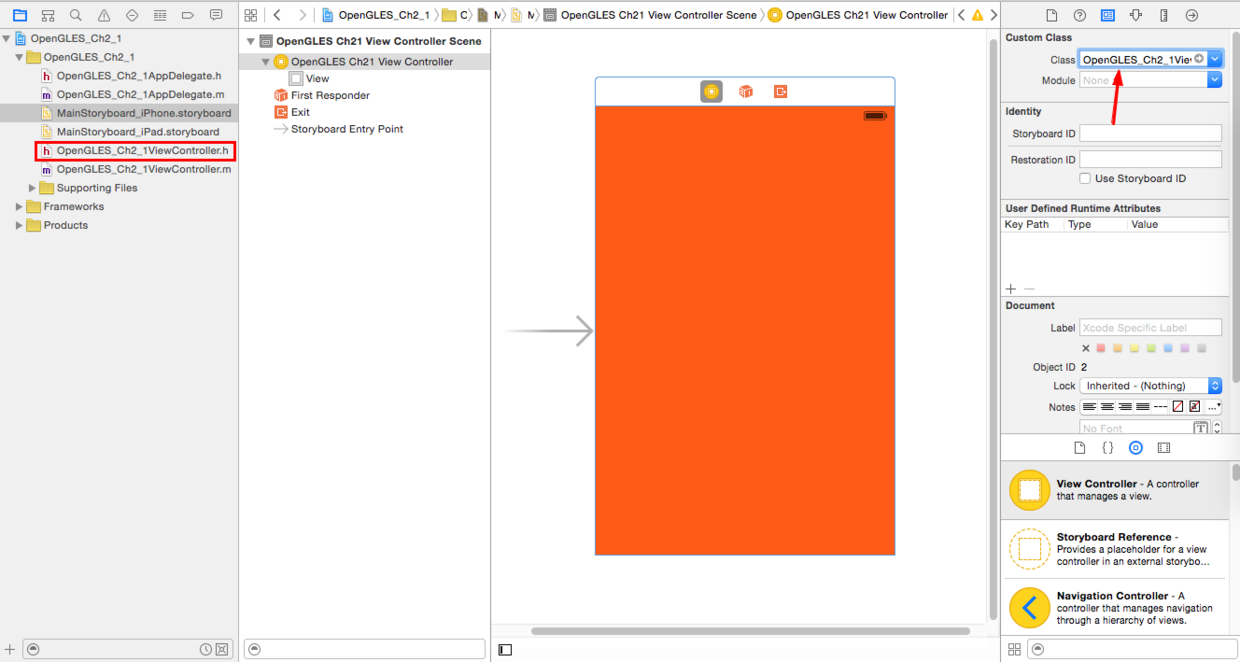 OpenGLES_Ch2_1
C
M
M
OpenGLES Ch21 View Controller Scene
OpenGLES Ch21 View Controller
OpenGLES_Ch2_1
OpenGLES_Ch2_1
h OpenGLES_Ch2_1AppDelegate.h
m OpenGLES_Ch2_1AppDelegate.m
MainStoryboard_iPhone.storyboard
MainStoryboard_iPad.storyboard
h OpenGLES_Ch2_1ViewController.h
m OpenGLES_Ch2_1ViewController.m
Supporting Files
Frameworks
Products
OpenGLES Ch21 View Controller Scene
OpenGLES Ch21 View Controller
View
First Responder
Exit
Storyboard Entry Point
Custom Class
Class OpenGLES_Ch2_1View
Module None
Identity
Storyboard ID
Restoration ID
Use Storyboard ID
User Defined Runtime Attributes
Key Path Type Value
Document
Label Xcode Specific Label
Object ID 2
Lock Inherited - (Nothing)
Notes
No Font
View Controller - A controller
that manages a view.
Storyboard Reference -
Provides a placeholder for a view
controller in an external storybo...
Navigation Controller - A
controller that manages navigation
through a hierarchy of views.